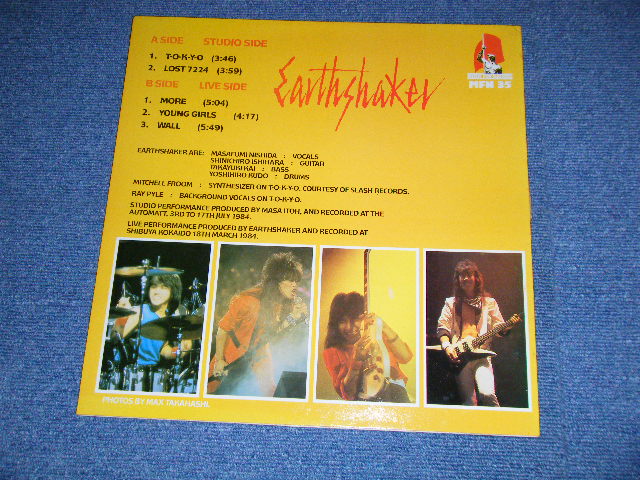 A SIDE STUDIO SIDE
1. T·O·K·Y·O (3:46)
2. LOST 7224 (3:59)
B SIDE LIVE SIDE
1. MORE (5:04)
2. YOUNG GIRLS (4:17)
3. WALL (5:49)
Earthshaker
MFN 35
EARTHSHAKER ARE: MASAFUMI NISHIDA : VOCALS
SHINICHIRO ISHIHARA : GUITAR
TAKAYUKI KAI : BASS
YOSHIHIRO KUDO : DRUMS
MITCHELL FROOM : SYNTHESIZER ON T·O·K·Y·O. COURTESY OF SLASH RECORDS.
RAY PYLE : BACKGROUND VOCALS ON T·O·K·Y·O.
STUDIO PERFORMANCE PRODUCED BY MASA ITOH, AND RECORDED AT THE
AUTOMATT. 3RD TO 17TH JULY 1984.
LIVE PERFORMANCE PRODUCED BY EARTHSHAKER AND RECORDED AT
SHIBUYA KOKAIDO 18TH MARCH 1984.
PHOTOS BY MAX TAKAHASHI.